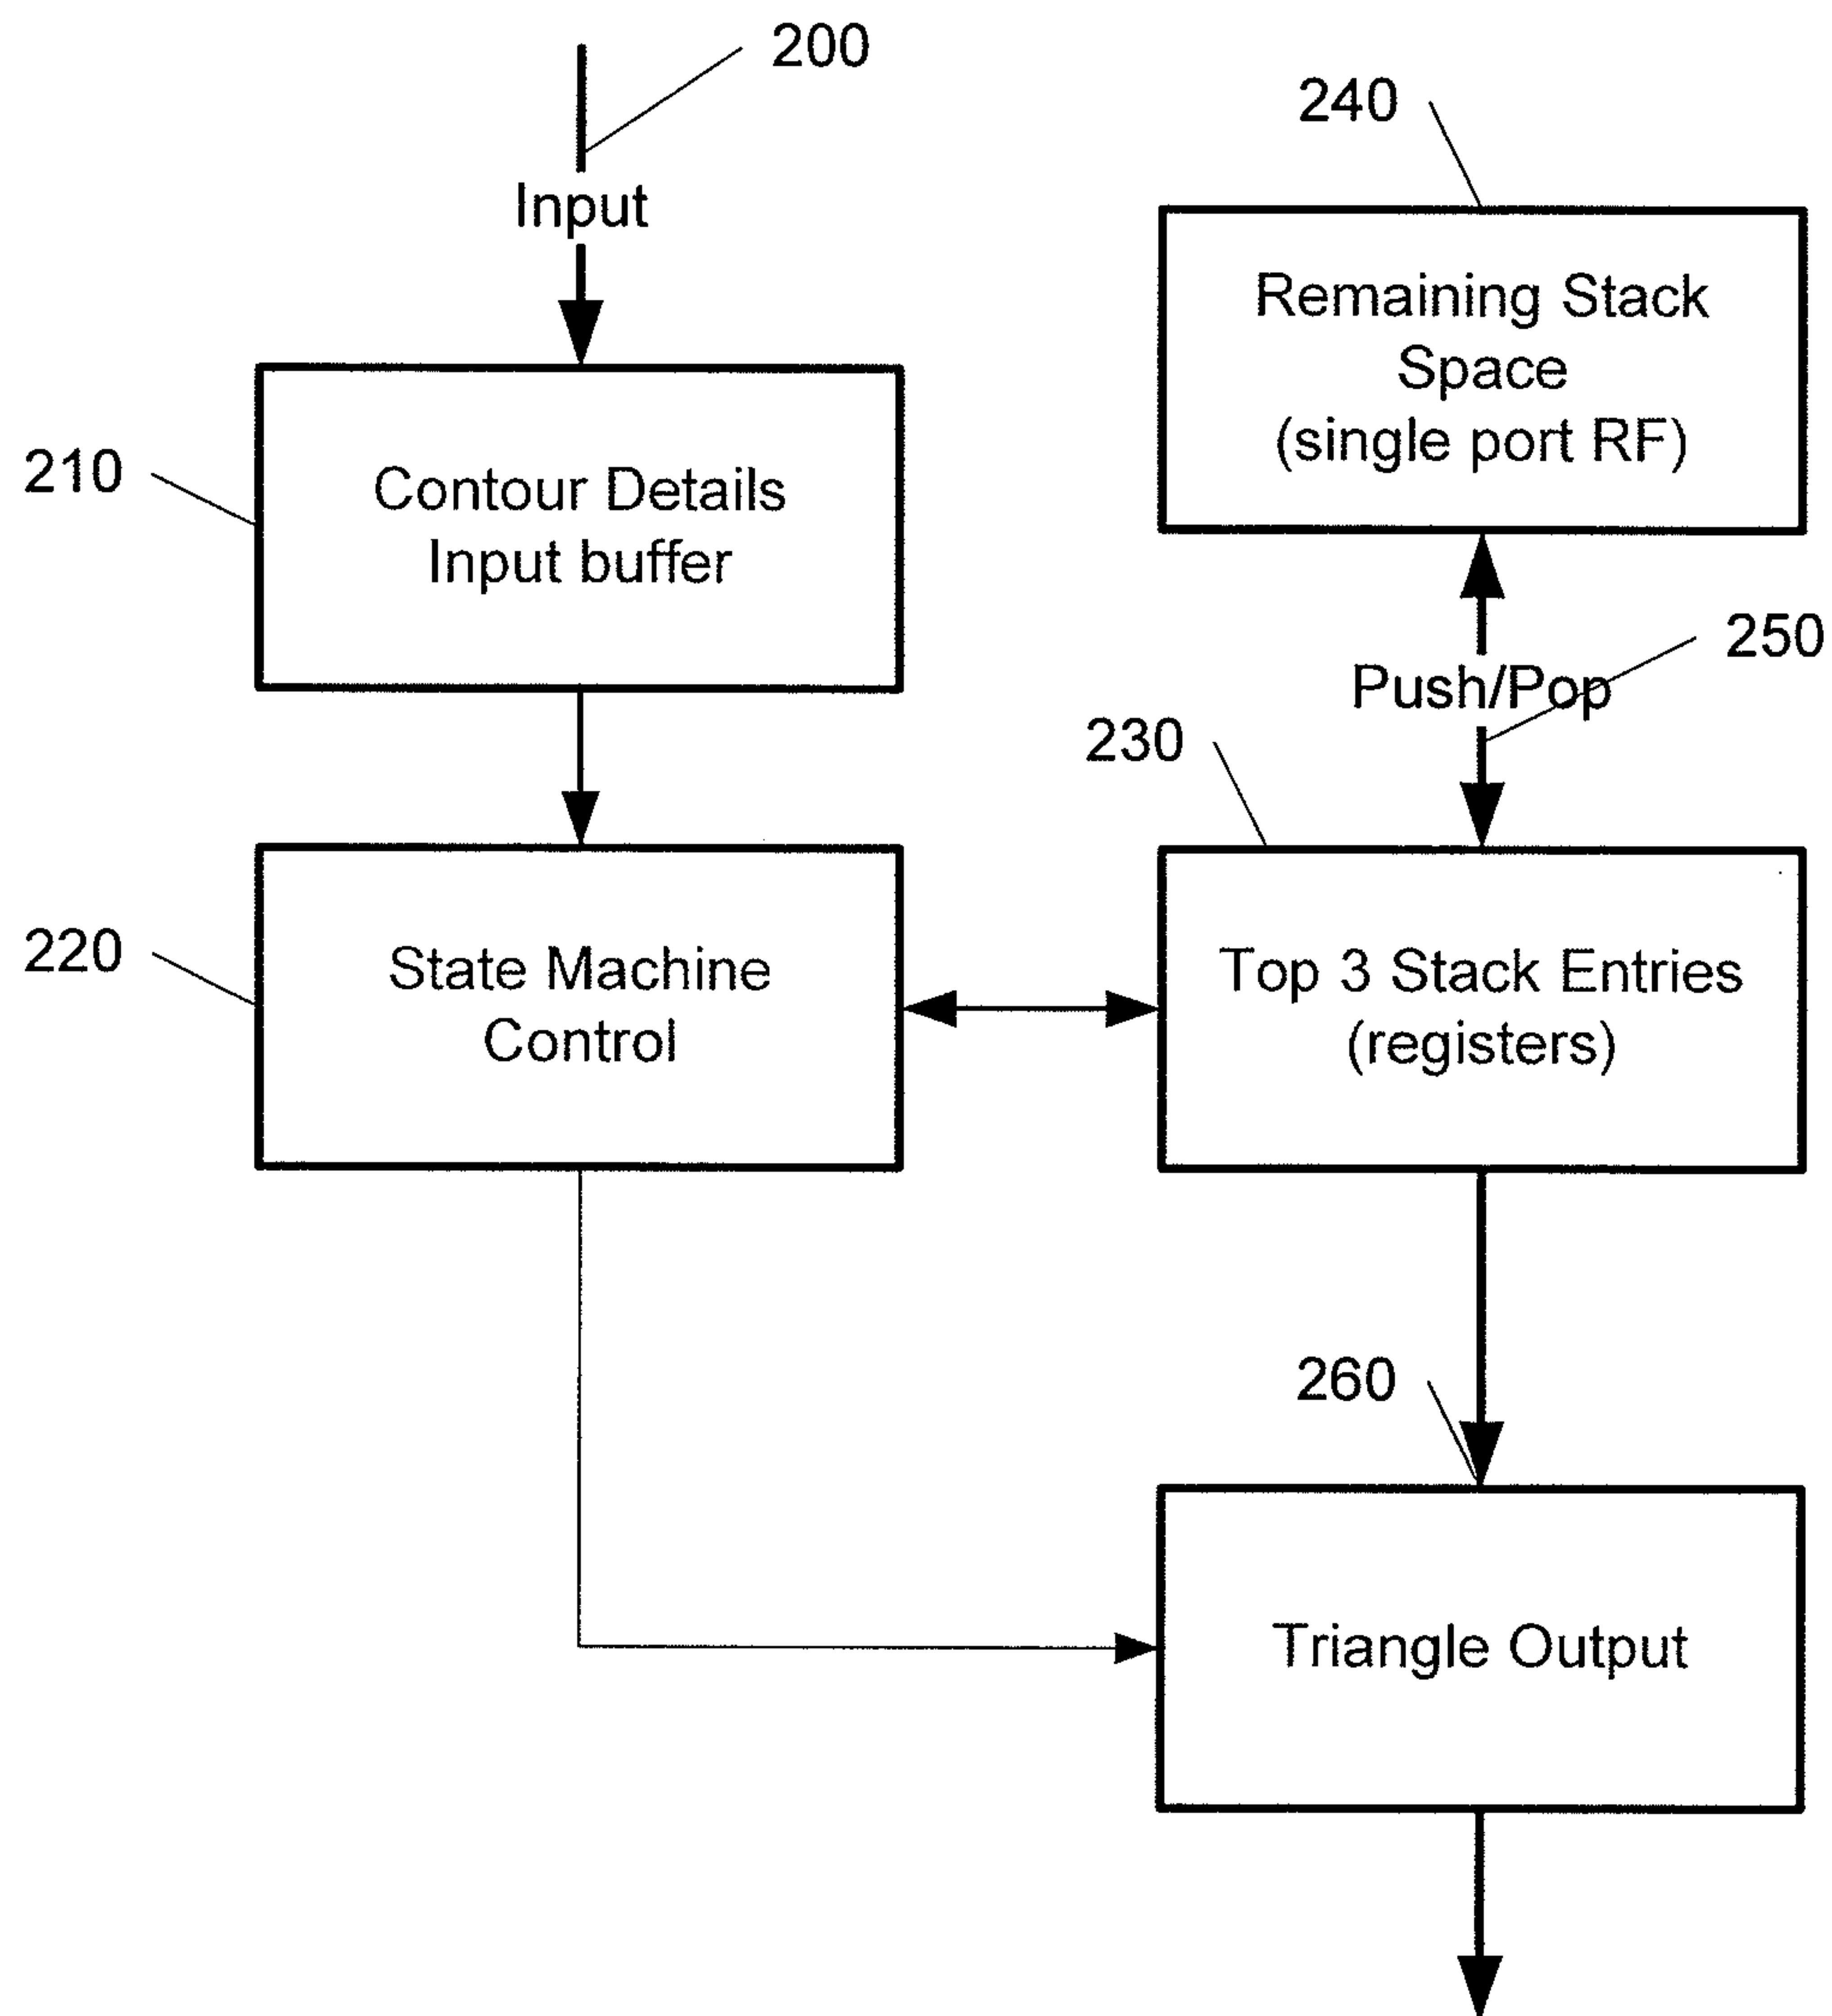 200
Input
240
Remaining Stack
Space
(single port RF)
210
Contour Details
Input buffer
250
Push/Pop
230
220
State Machine
Control
Top 3 Stack Entries
(registers)
260
Triangle Output